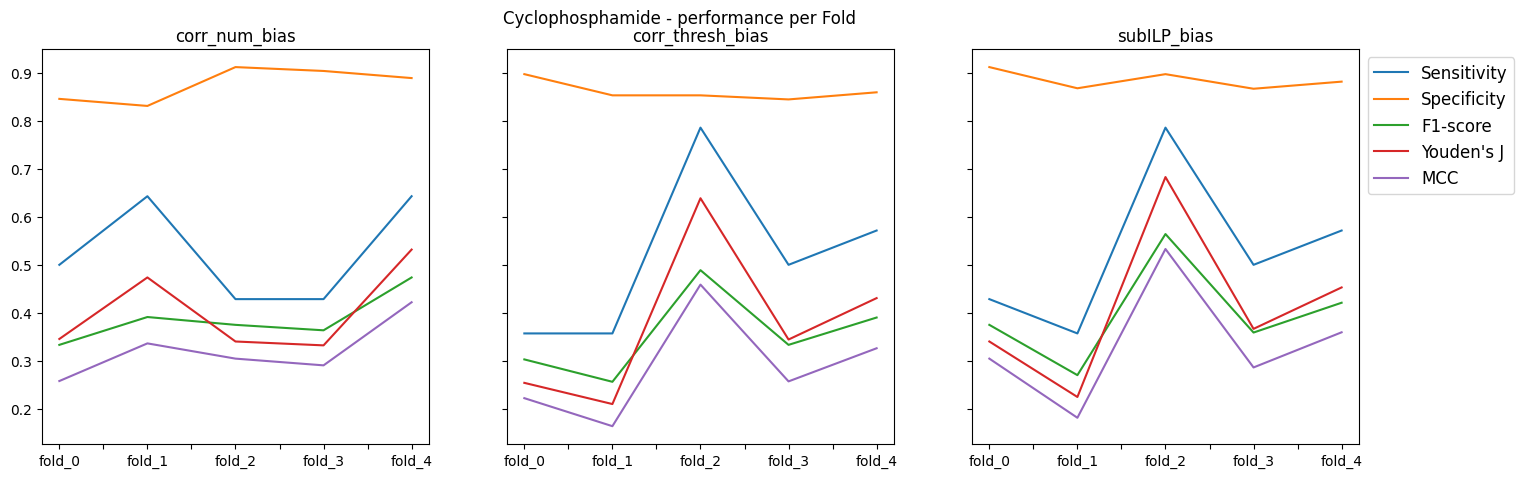 Cyclophosphamide - performance per Fold
corr_num_bias
corr_thresh_bias
subILP_bias
0.9
0.8
0.7
0.6
0.5
0.4
0.3
0.2
fold_0 fold_1 fold_2 fold_3 fold_4
fold_0 fold_1 fold_2 fold_3 fold_4
fold_0 fold_1 fold_2 fold_3 fold_4
Sensitivity
Specificity
F1-score
Youden's J
MCC